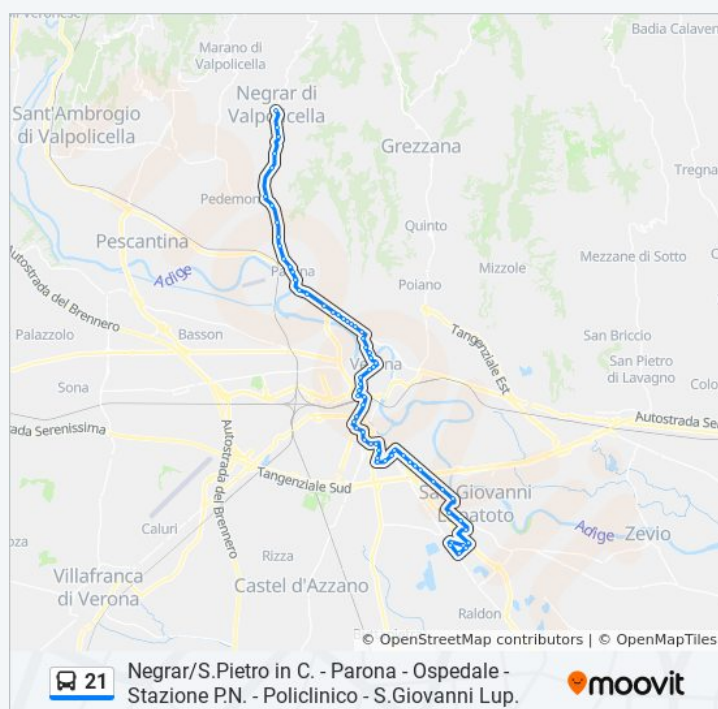 Badia Calavena
Marano di
Valpolicella
Negrar di
Valpolicella
Sant'Ambrogio
di Valpolicella
Grezzana
Tregna
Pedemon
Quinto
Pescantina
Mezzane di Sotto
Mizzole
Parona
Adige
Poiano
Autostrada del Brennero
Palazzolo
Basson
Tangenziale Est
San Briccio
San Pietro
di Lavagno
Verona
Colo
Sona
Autostrada Se
rada Serenissima
Autostrada del Brennero
Tangenziale Sud
San Giovanni
Lupatoto
Adige
Zevio
Caluri
Rizza
Villafranca
di Verona
Castel d'Azzano
Raldon
© OpenStreetMap contributors | © OpenMapTiles
21
Negrar/S.Pietro in C. - Parona - Ospedale -
Stazione P.N. - Policlinico - S.Giovanni Lup.
moovit